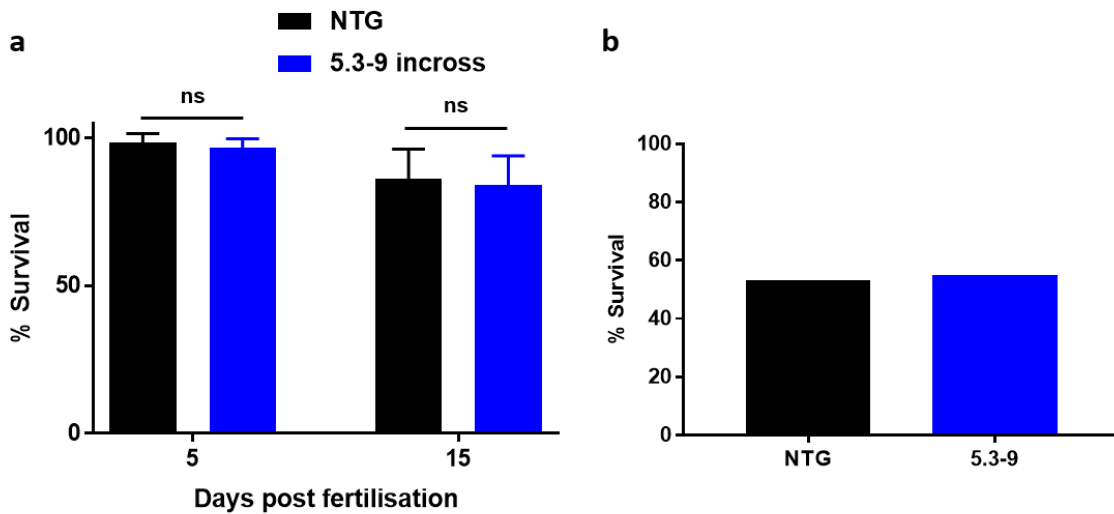 a
NTG
5.3-9 incross
ns
ns
100
50
0
% Survival
5
15
Days post fertilisation
b
100
80
60
40
20
0
% Survival
NTG
5.3-9